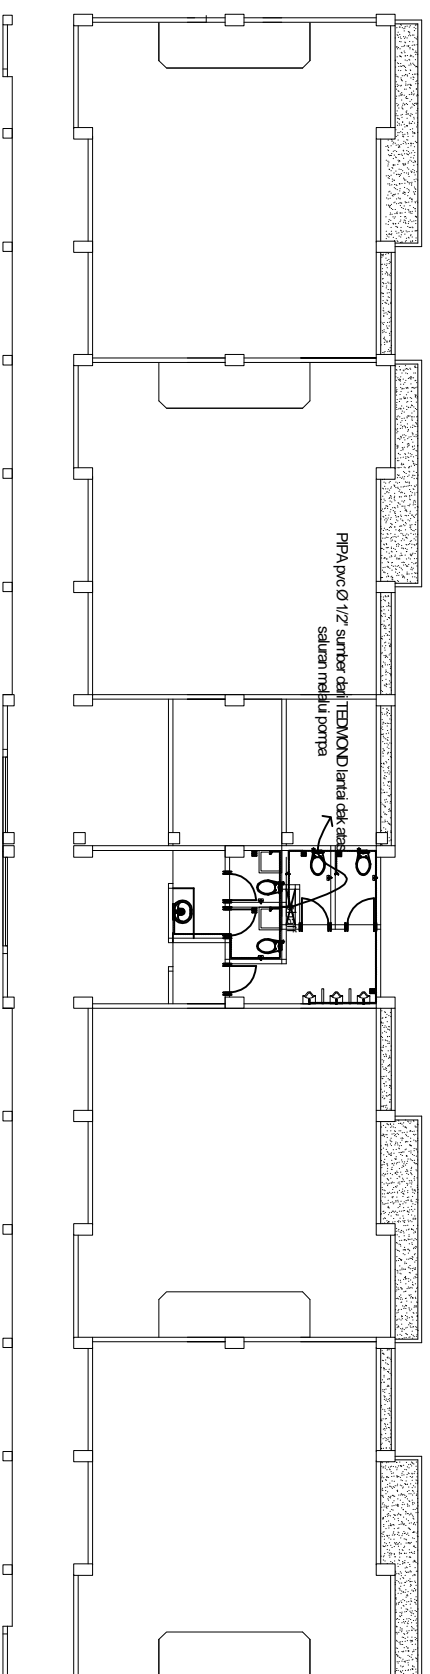 PIPA pvc Ø 1/2" sumber dari TEDMOND lantai dak atas
saluran melalui pompa